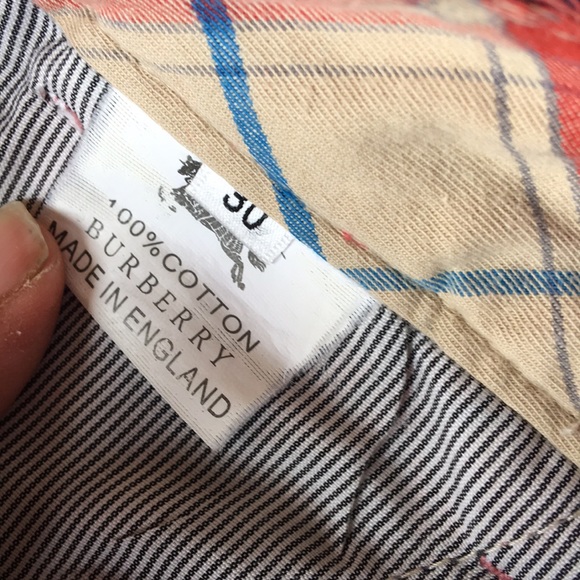 30
100% COTTON
BURBERRY
MADE IN ENGLAND